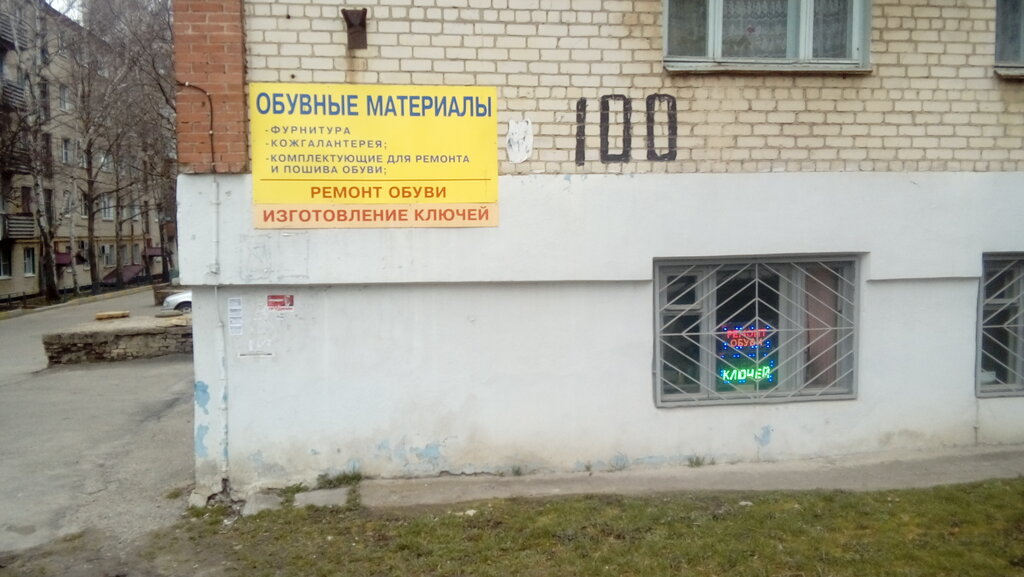 ОБУВНЫЕ МАТЕРИАЛЫ
-ФУРНИТУРА
-КОЖГАЛАНТЕРЕЯ;
-КОМПЛЕКТУЮЩИЕ ДЛЯ РЕМОНТА
И ПОШИВА ОБУВИ;
РЕМОНТ ОБУВИ
ИЗГОТОВЛЕНИЕ КЛЮЧЕЙ
100
РЕМОНТ
ОБУВИ
КЛЮЧЕЙ